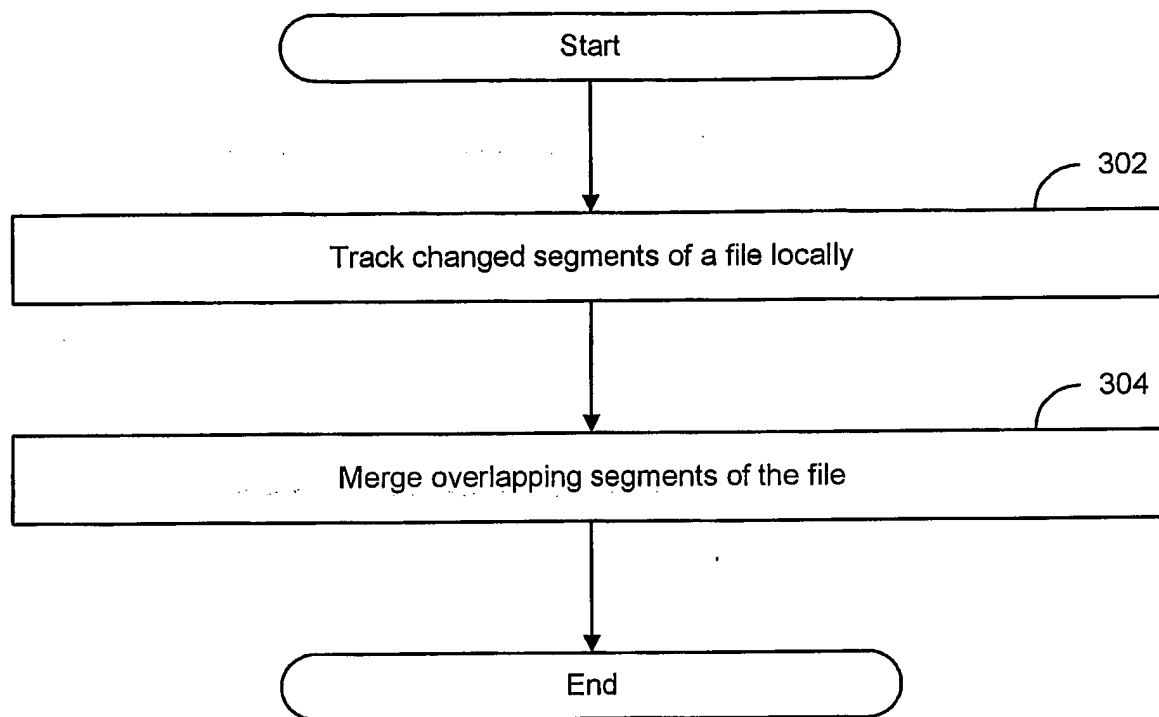 Start
302
Track changed segments of a file locally
304
Merge overlapping segments of the file
End